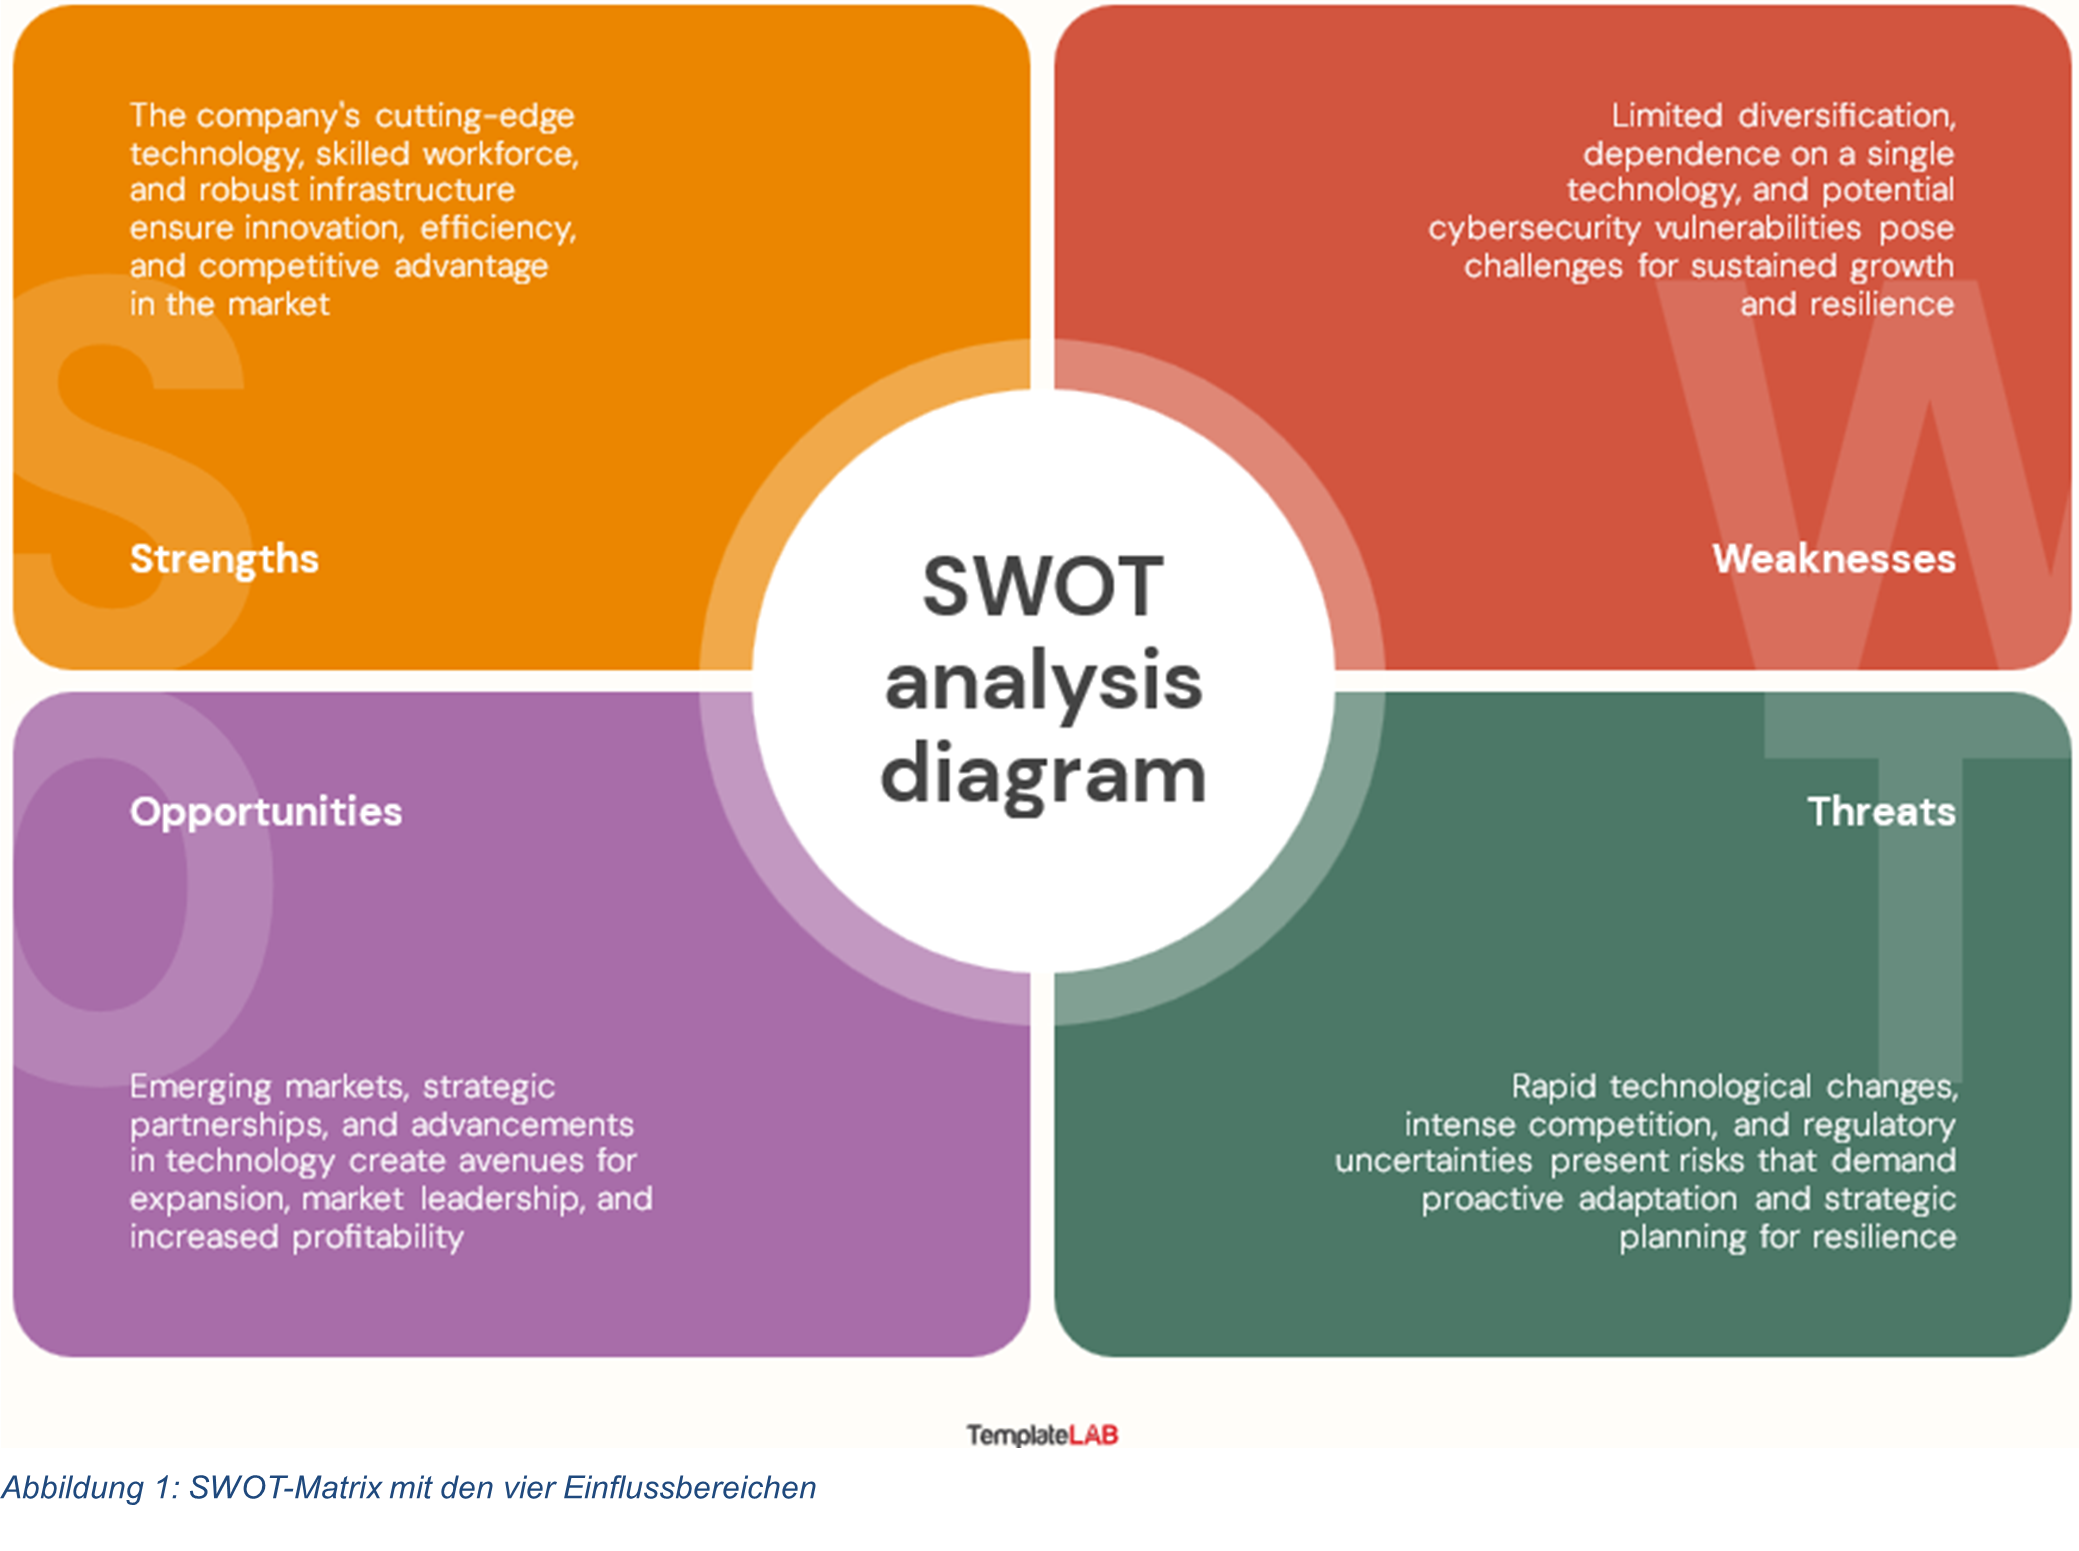 The company's cutting-edge
technology, skilled workforce,
and robust infrastructure
ensure innovation, efficiency,
and competitive advantage
in the market
S
Strengths
Limited diversification,
dependence on a single
technology, and potential
cybersecurity vulnerabilities pose
challenges for sustained growth
and resilience
W
Weaknesses
SWOT
analysis
diagram
O
Opportunities
Emerging markets, strategic
partnerships, and advancements
in technology create avenues for
expansion, market leadership, and
increased profitability
T
Threats
Rapid technological changes,
intense competition, and regulatory
uncertainties present risks that demand
proactive adaptation and strategic
planning for resilience
TemplateLAB
Abbildung 1: SWOT-Matrix mit den vier Einflussbereichen